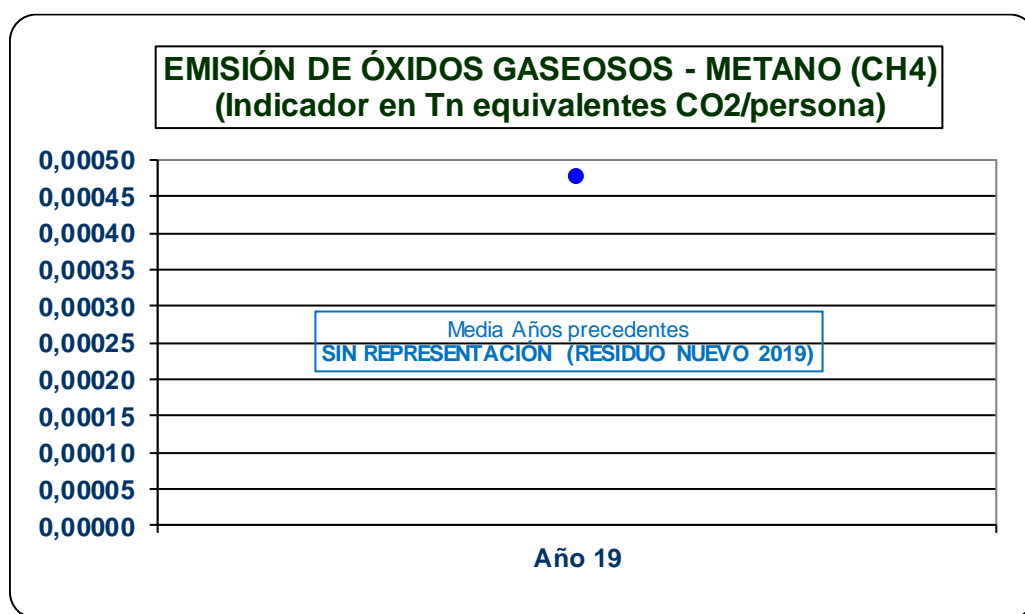 EMISIÓN DE ÓXIDOS GASEOSOS - METANO (CH4)
(Indicador en Tn equivalentes CO2/persona)
0,00050
0,00045
0,00040
0,00035
0,00030
0,00025
0,00020
0,00015
0,00010
0,00005
0,00000
Media Años precedentes
SIN REPRESENTACIÓN (RESIDUO NUEVO 2019)
Año 19